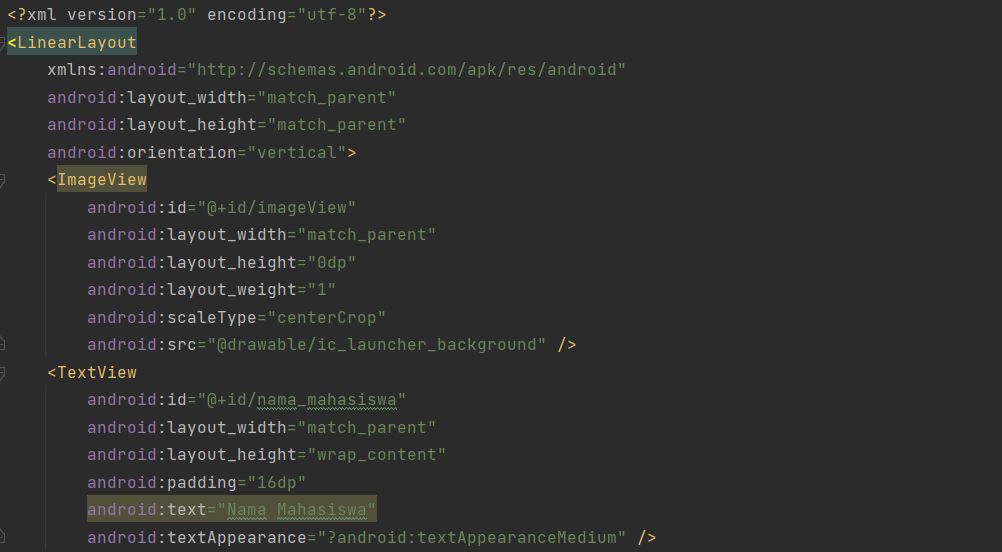 <?xml version="1.0" encoding="utf-8"?>
<LinearLayout
    xmlns:android="http://schemas.android.com/apk/res/android"
    android:layout_width="match_parent"
    android:layout_height="match_parent"
    android:orientation="vertical">
    <ImageView
        android:id="@+id/imageView"
        android:layout_width="match_parent"
        android:layout_height="0dp"
        android:layout_weight="1"
        android:scaleType="centerCrop"
        android:src="@drawable/ic_launcher_background" />
    <TextView
        android:id="@+id/nama_mahasiswa"
        android:layout_width="match_parent"
        android:layout_height="wrap_content"
        android:padding="16dp"
        android:text="Nama Mahasiswa"
        android:textAppearance="?android:textAppearanceMedium" />